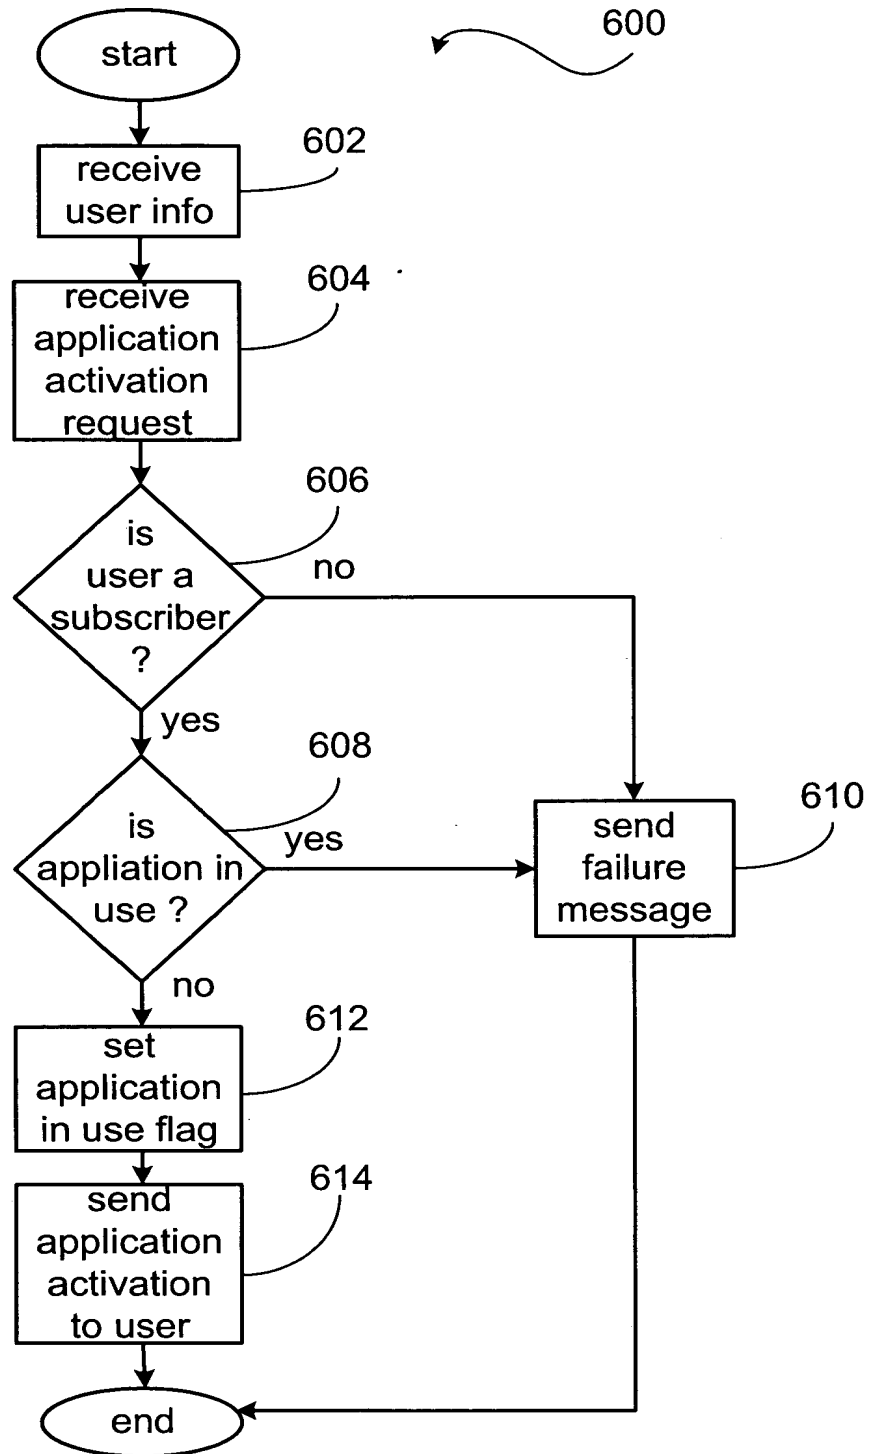 start
600
602
receive
user info
604
receive
application
activation
request
606
is
user a
subscriber
?
no
yes
608
is
appliation in
use ?
yes
610
send
failure
message
no
612
set
application
in use flag
614
send
application
activation
to user
end